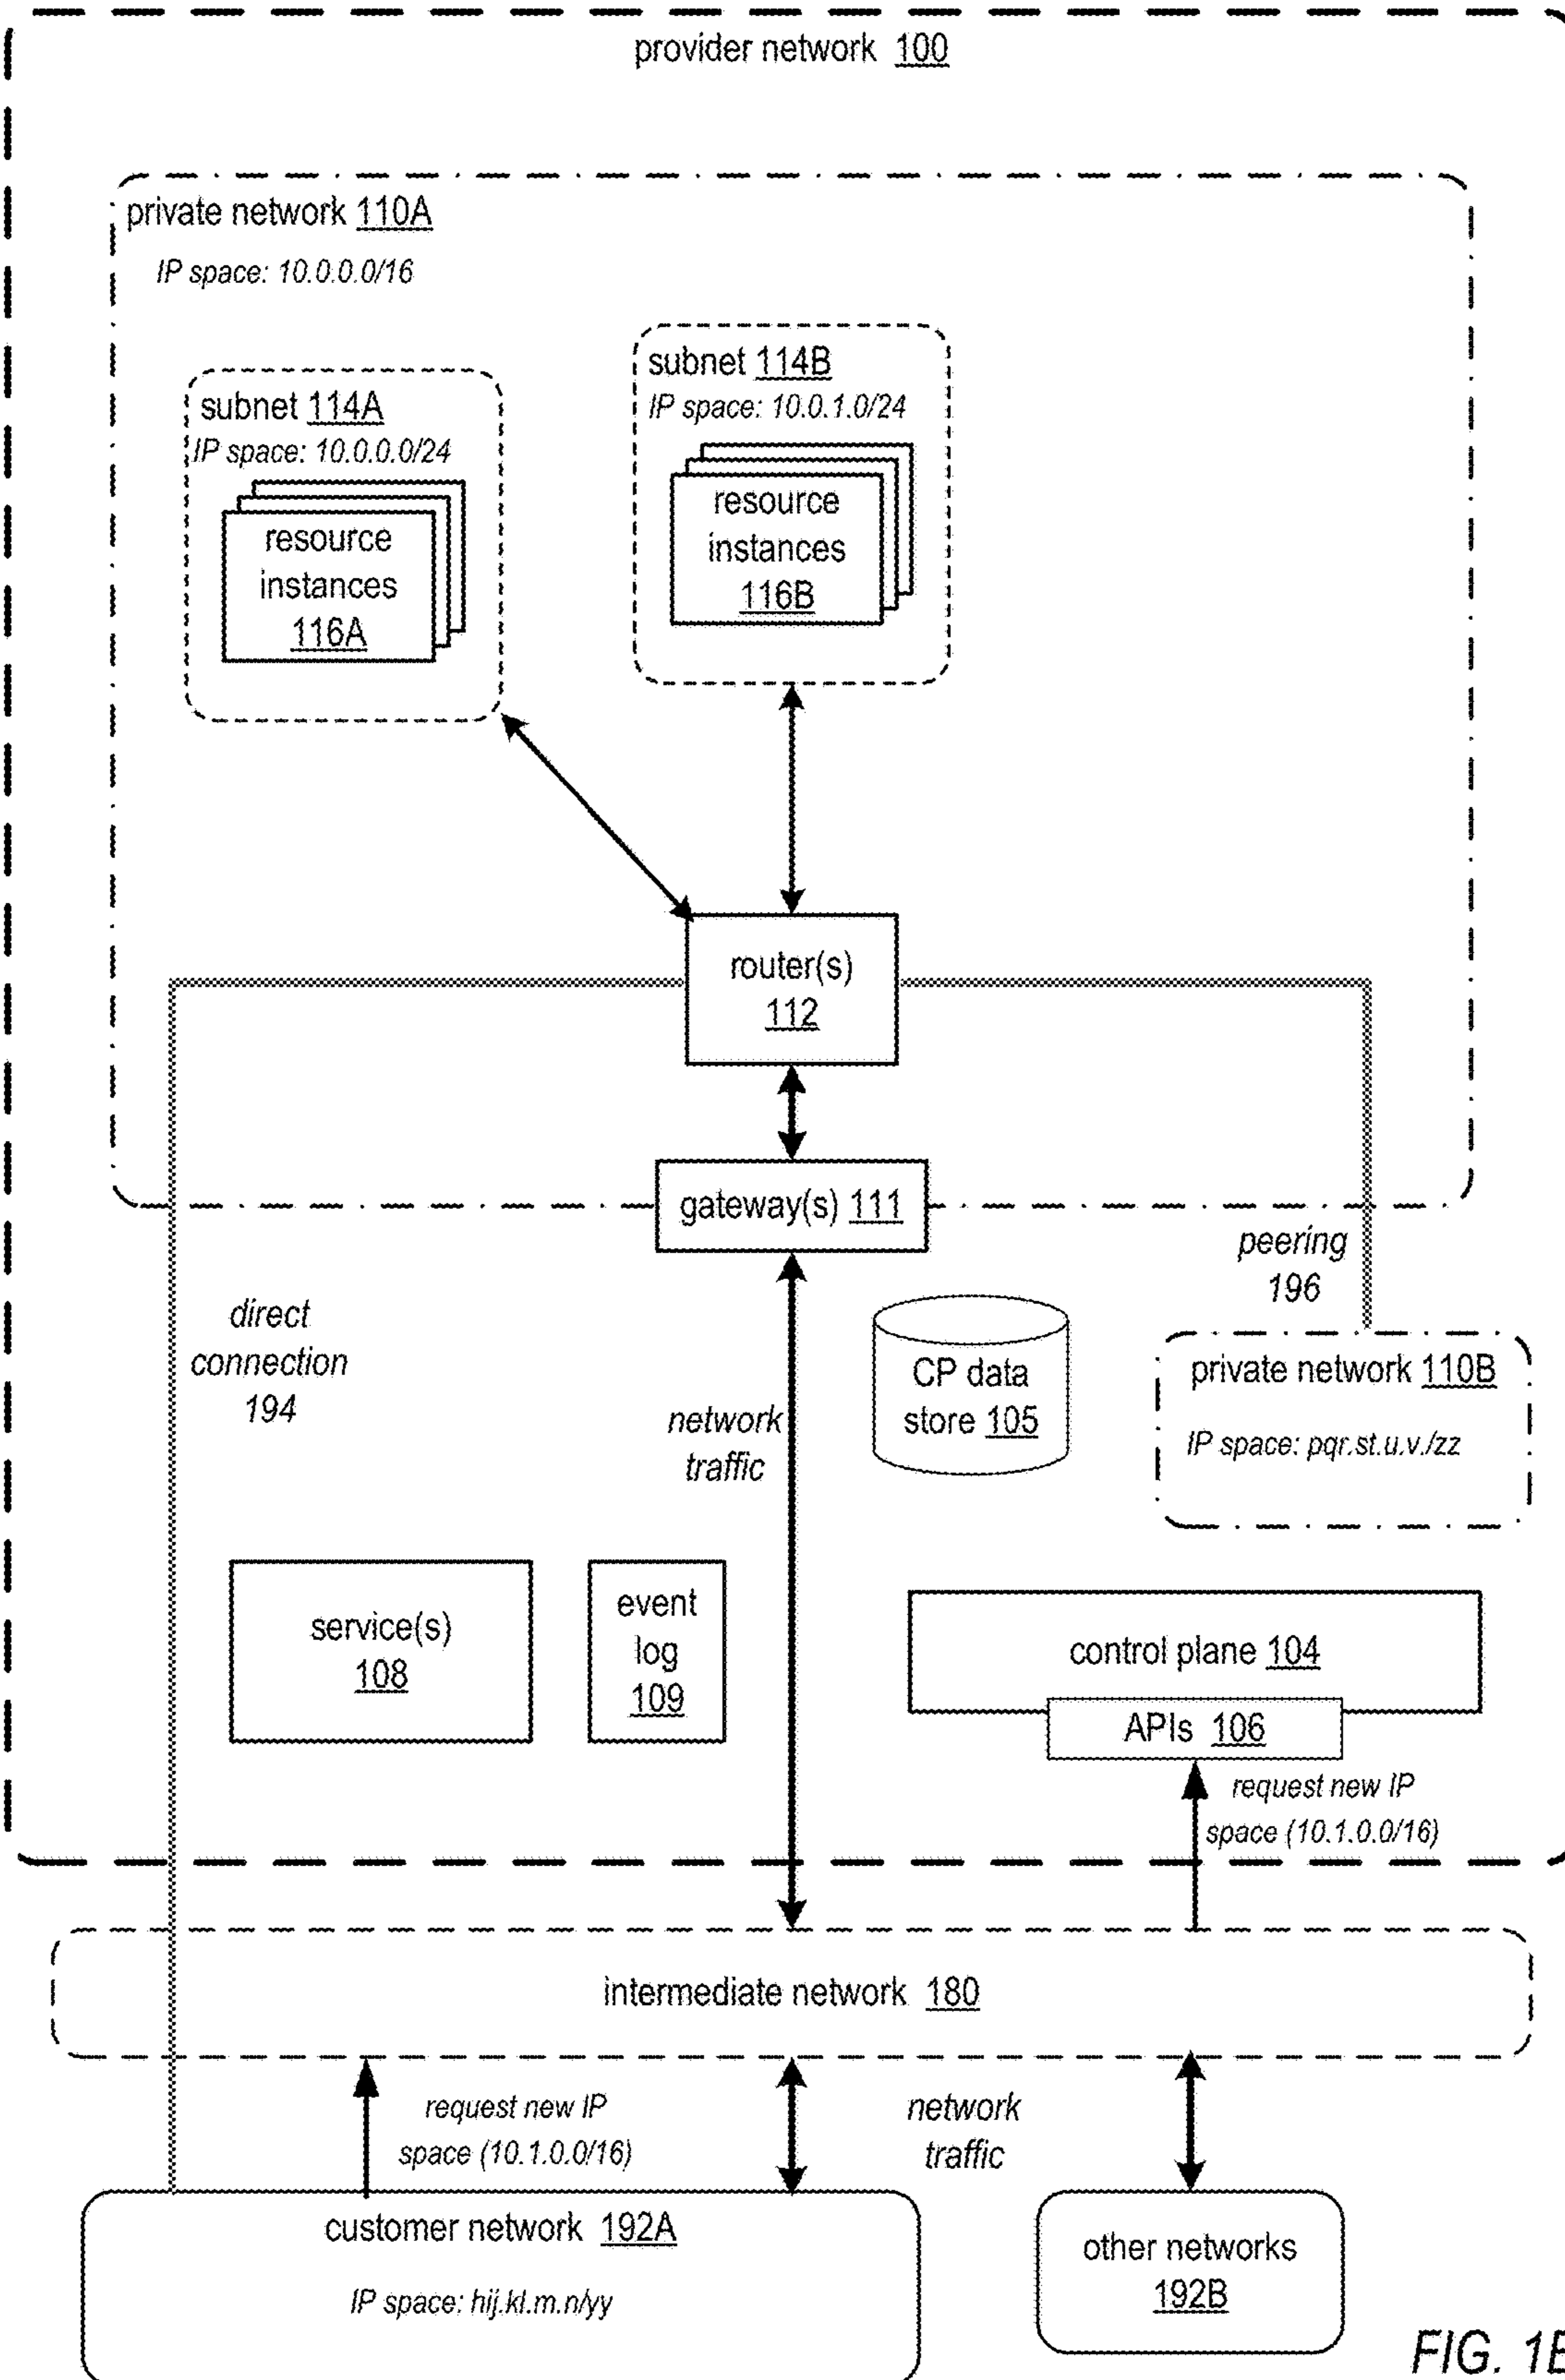 provider network 100
private network 110A
IP space: 10.0.0.0/16
subnet 114A
IP space: 10.0.0.0/24
resource
instances
116A
subnet 114B
IP space: 10.0.1.0/24
resource
instances
116B
router(s)
112
gateway(s) 111
peering
196
direct
connection
194
network
traffic
CP data
store 105
private network 110B
IP space: pqr.st.u.v./zz
service(s)
108
event
log
109
control plane 104
APIs 106
request new IP
space (10.1.0.0/16)
intermediate network 180
request new IP
space (10.1.0.0/16)
network
traffic
customer network 192A
IP space: hij.kl.m.n/yy
other networks
192B
FIG. 1B